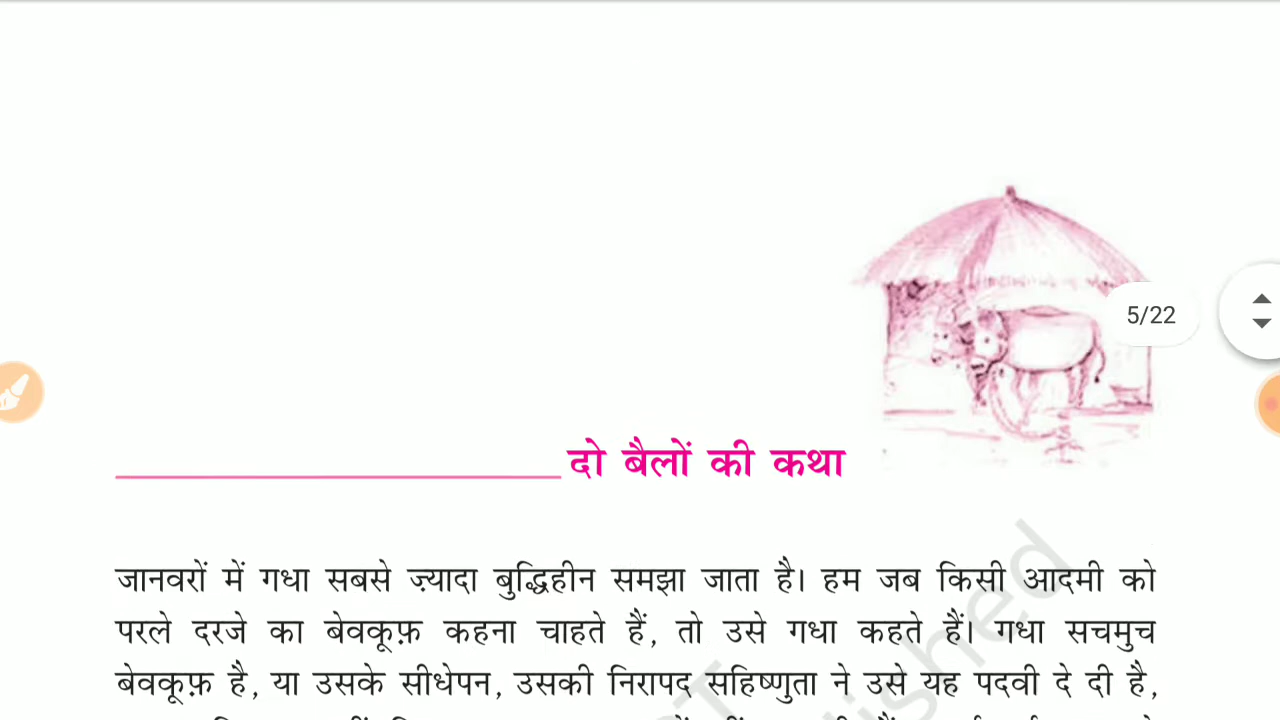 5/22
दो बैलों की कथा
जानवरों में गधा सबसे ज़्यादा बुद्धिहीन समझा जाता है। हम जब किसी आदमी को
परले दरजे का बेवकूफ़ कहना चाहते हैं, तो उसे गधा कहते हैं। गधा सचमुच
बेवकूफ़ है, या उसके सीधेपन, उसकी निरापद सहिष्णुता ने उसे यह पदवी दे दी है,